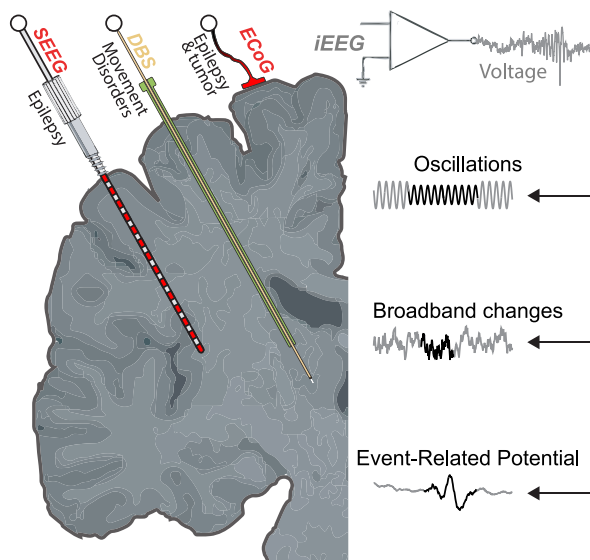 SEEG
Epilepsy
DBS
Movement
Disorders
ECoG
Epilepsy
& tumor
iEEG
Voltage
Oscillations
Broadband changes
Event-Related Potential